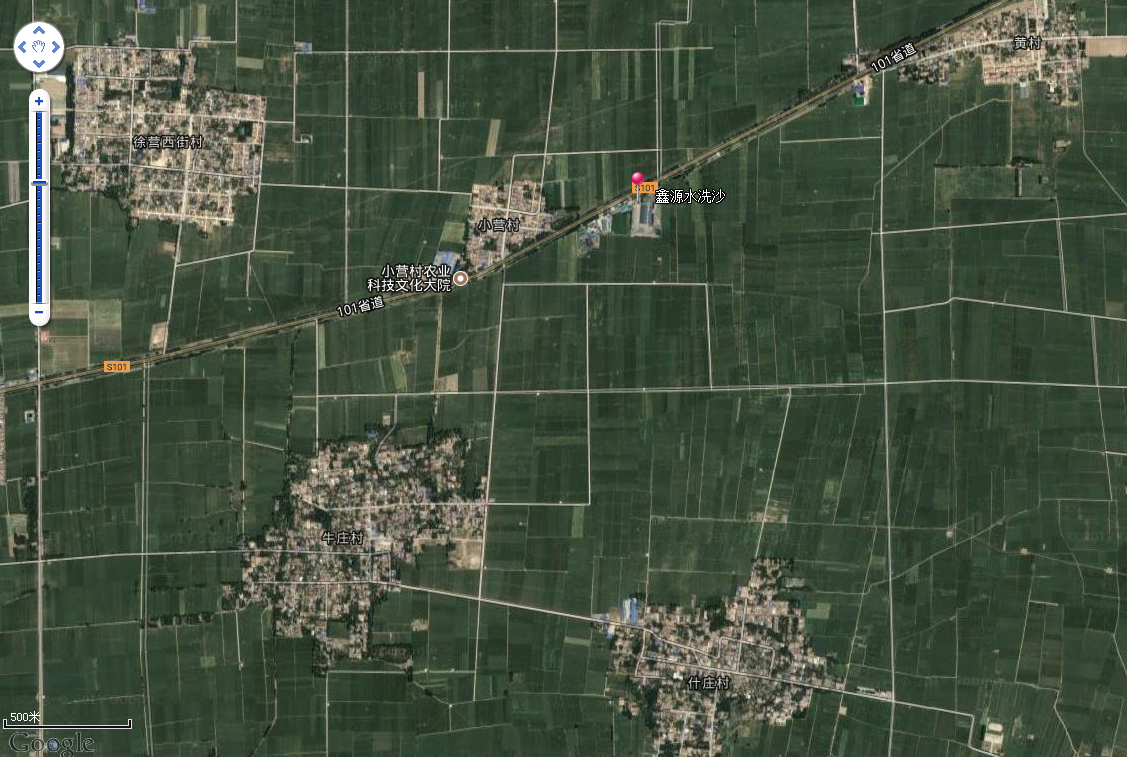 黄村
101省道
徐营西街村
S101
鑫源水洗沙
小营村
小营村农业
科技文化大院
101省道
S101
牛庄村
什庄村
500米
Google